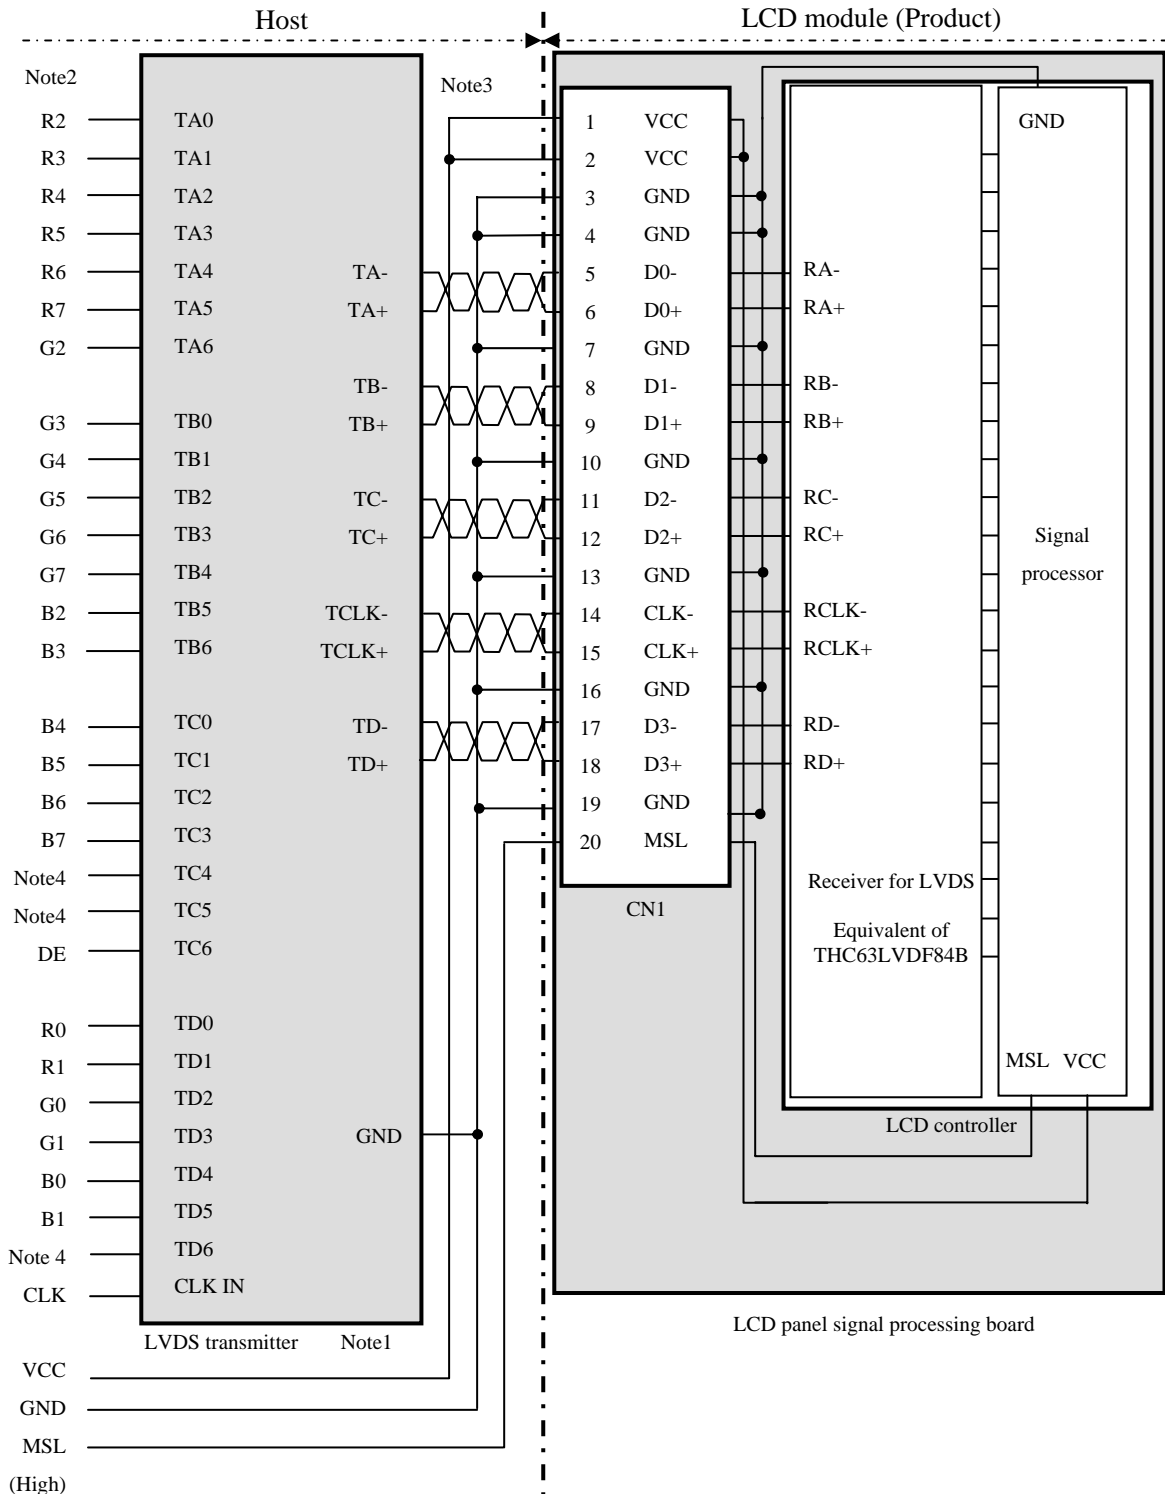 Host
LCD module (Product)
Note2
Note3
R2 TA0
R3 TA1
R4 TA2
R5 TA3
R6 TA4
R7 TA5
G2 TA6
G3 TB0
G4 TB1
G5 TB2
G6 TB3
G7 TB4
B2 TB5
B3 TB6
B4 TC0
B5 TC1
B6 TC2
B7 TC3
Note4 TC4
Note4 TC5
DE TC6
R0 TD0
R1 TD1
G0 TD2
G1 TD3
B0 TD4
B1 TD5
Note 4 TD6
CLK CLK IN
TA-
TA+
TB-
TB+
TC-
TC+
TCLK-
TCLK+
TD-
TD+
GND
LVDS transmitter Note1
VCC
GND
MSL
(High)
1 VCC
2 VCC
3 GND
4 GND
5 D0-
6 D0+
7 GND
8 D1-
9 D1+
10 GND
11 D2-
12 D2+
13 GND
14 CLK-
15 CLK+
16 GND
17 D3-
18 D3+
19 GND
20 MSL
CN1
RA-
RA+
RB-
RB+
RC-
RC+
RCLK-
RCLK+
RD-
RD+
Receiver for LVDS
Equivalent of
THC63LVDF84B
GND
Signal
processor
MSL VCC
LCD controller
LCD panel signal processing board